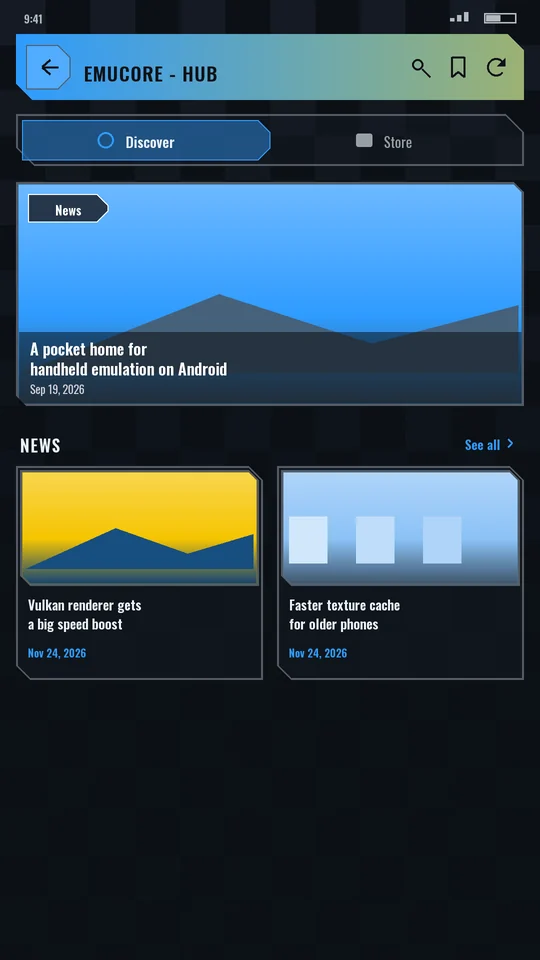 9:41
EMUCORE - HUB
Discover
Store
News
A pocket home for
handheld emulation on Android
Sep 19, 2026
NEWS
See all
Vulkan renderer gets
a big speed boost
Nov 24, 2026
Faster texture cache
for older phones
Nov 24, 2026